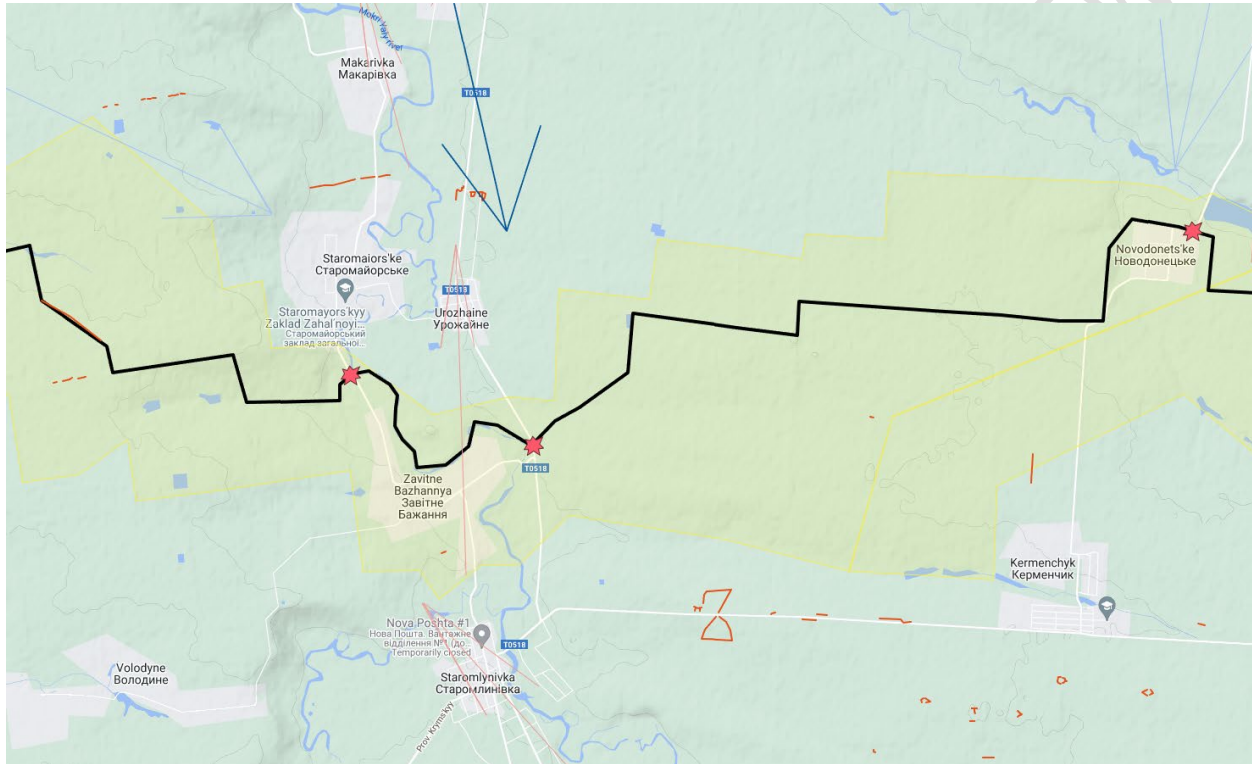 Mokri Yaly river
Makarivka
Макарівка
T0518
Staromaiors'ke
Старомайорське
Staromayors'kyy
Zaklad Zahal'noyi...
Старомайорський
заклад загальної...
T0518
Urozhaine
Урожайне
Novodonets'ke
Новодонецьке
T0518
Zavitne
Bazhannya
Завітне
Бажання
Kermenchyk
Керменчик
Nova Poshta #1
Нова Пошта. Вантажне
відділення №1 (до...
Temporarily closed
T0518
Volodyne
Володине
Staromlynivka
Старомлинівка
Prov. Kryms'kyy